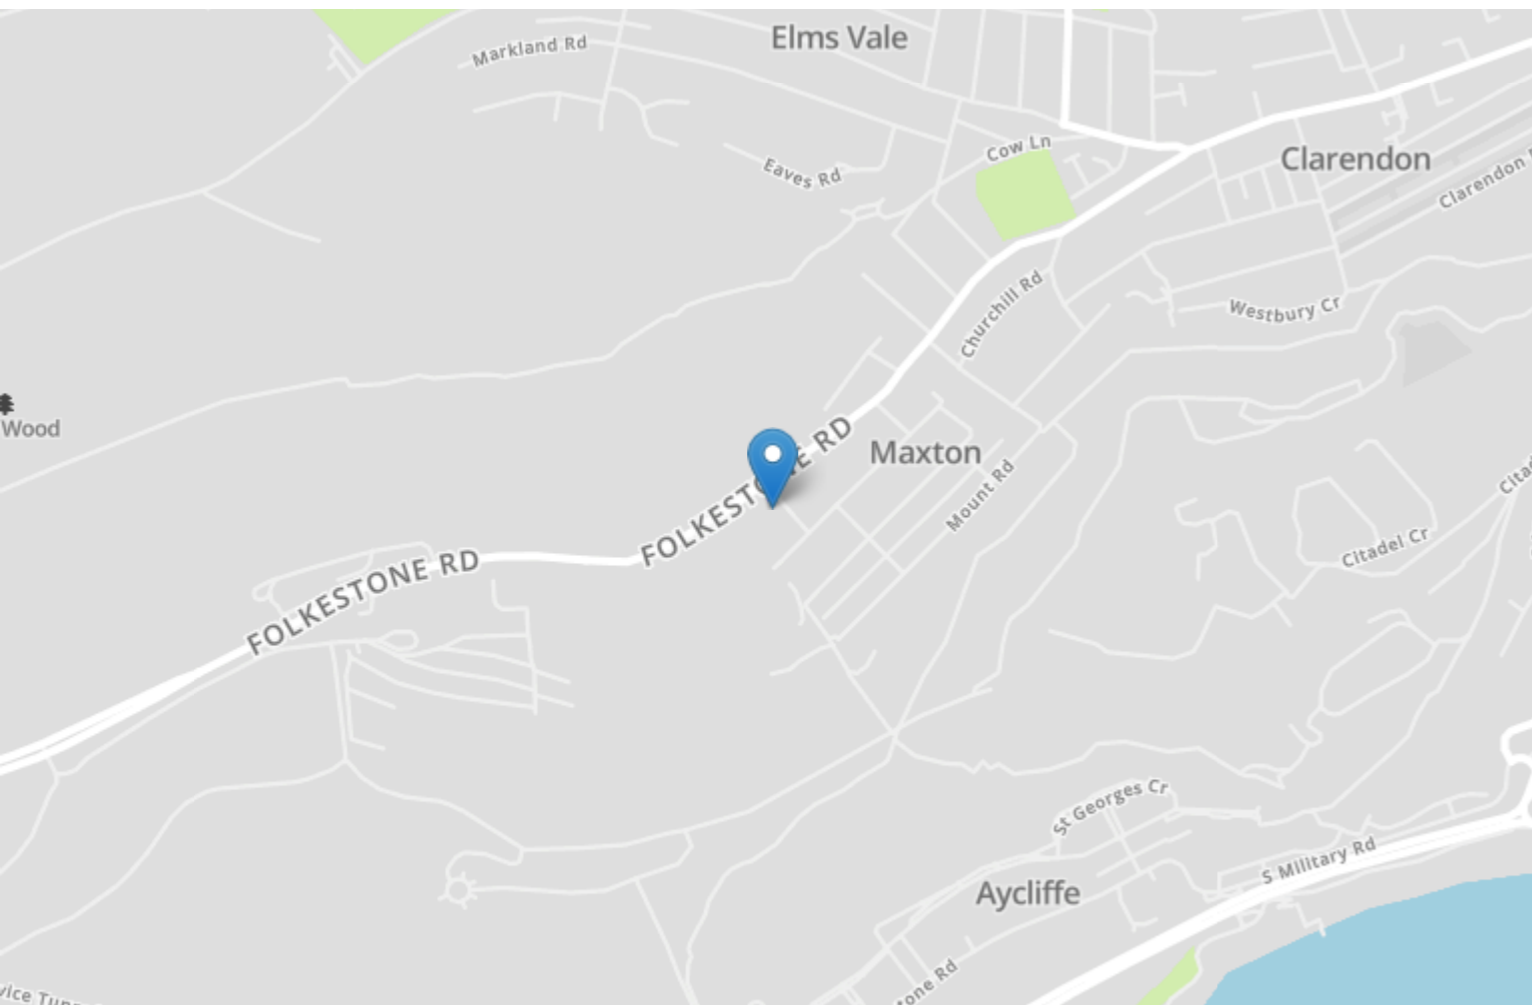 Elms Vale
Markland Rd
Cow Ln
Clarendon
Eaves Rd
Clarendon
Churchill Rd
Westbury Cr
Wood
FOLKESTONE RD
Maxton
Mount Rd
Citadel Cr
FOLKESTONE RD
St Georges Cr
S Military Rd
Aycliffe